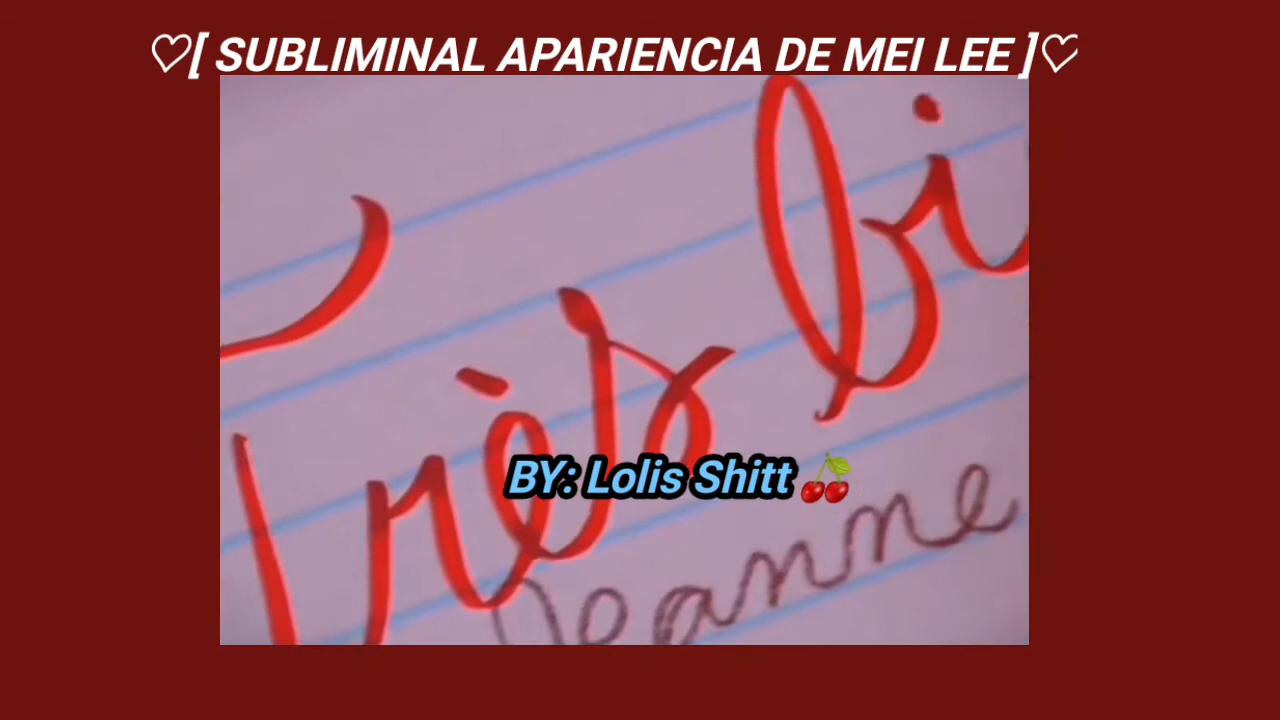 ♡[ SUBLIMINAL APARIENCIA DE MEI LEE ]♡
Très bi
BY: Lolis Shitt 🍒
Jeanne